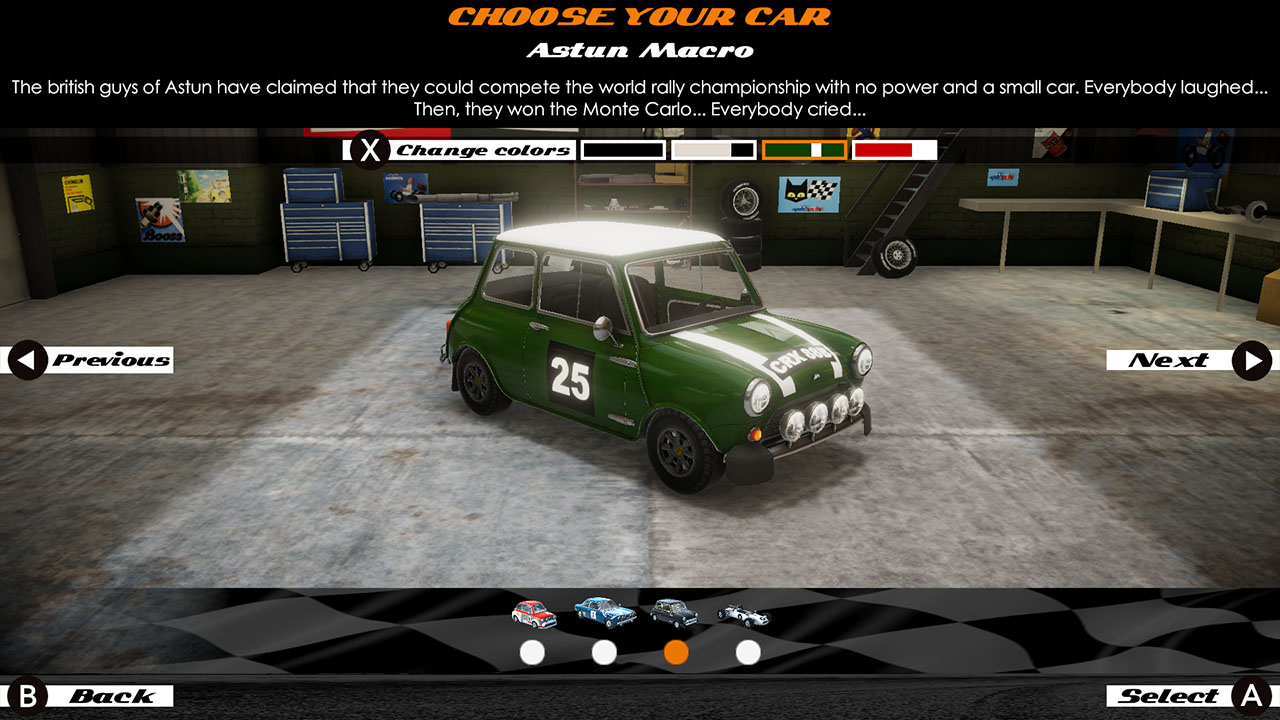 CHOOSE YOUR CAR
Astun Macro
The british guys of Astun have claimed that they could compete the world rally championship with no power and a small car. Everybody laughed...
Then, they won the Monte Carlo... Everybody cried...
X Change colors
Booss
Previous
Next
25
B Back
Select A